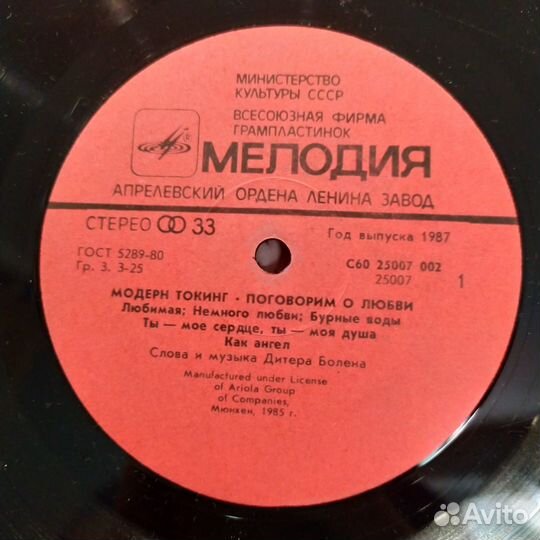 МИНИСТЕРСТВО
КУЛЬТУРЫ СССР
ВСЕСОЮЗНАЯ ФИРМА
ГРАМПЛАСТИНОК
МЕЛОДИЯ
АПРЕЛЕВСКИЙ ОРДЕНА ЛЕНИНА ЗАВОД
СТЕРЕО 33
Год выпуска 1987
ГОСТ 5289-80
Гр. 3. 3-25
С60 25007 002
25007
1
МОДЕРН ТОКИНГ · ПОГОВОРИМ О ЛЮБВИ
Любимая; Немного любви; Бурные воды
Ты — мое сердце, ты — моя душа
Как ангел
Слова и музыка Дитера Болена
Manufactured under License
of Ariola Group
of Companies,
Мюнхен, 1985 г.
Avito